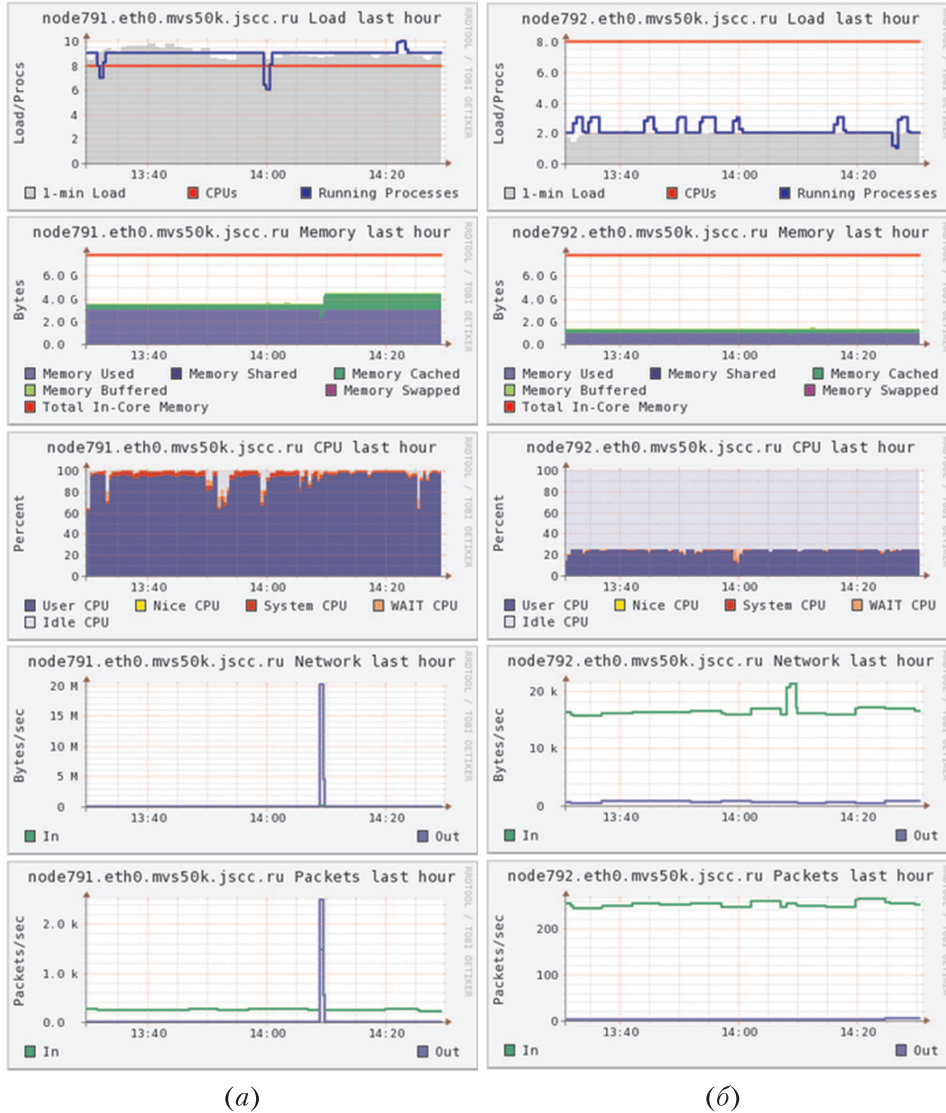 node791.eth0.mvs50k.jscc.ru Load last hour
RRDTOOL / TOBI OETIKER
Load/Procs
10
8
6
4
2
0
13:40 14:00 14:20
1-min Load CPUs Running Processes
node791.eth0.mvs50k.jscc.ru Memory last hour
RRDTOOL / TOBI OETIKER
Bytes
6.0 G
4.0 G
2.0 G
0.0
13:40 14:00 14:20
Memory Used Memory Shared Memory Cached
Memory Buffered Memory Swapped
Total In-Core Memory
node791.eth0.mvs50k.jscc.ru CPU last hour
RRDTOOL / TOBI OETIKER
Percent
100
80
60
40
20
0
13:40 14:00 14:20
User CPU Nice CPU System CPU WAIT CPU
Idle CPU
node791.eth0.mvs50k.jscc.ru Network last hour
RRDTOOL / TOBI OETIKER
Bytes/sec
20 M
15 M
10 M
5 M
0
13:40 14:00 14:20
In Out
node791.eth0.mvs50k.jscc.ru Packets last hour
RRDTOOL / TOBI OETIKER
Packets/sec
2.0 k
1.0 k
0.0
13:40 14:00 14:20
In Out
(а)
node792.eth0.mvs50k.jscc.ru Load last hour
Load/Procs
8.0
6.0
4.0
2.0
0.0
13:40 14:00 14:20
1-min Load CPUs Running Processes
node792.eth0.mvs50k.jscc.ru Memory last hour
Bytes
6.0 G
4.0 G
2.0 G
0.0
13:40 14:00 14:20
Memory Used Memory Shared Memory Cached
Memory Buffered Memory Swapped
Total In-Core Memory
node792.eth0.mvs50k.jscc.ru CPU last hour
Percent
100
80
60
40
20
0
13:40 14:00 14:20
User CPU Nice CPU System CPU WAIT CPU
Idle CPU
node792.eth0.mvs50k.jscc.ru Network last hour
Bytes/sec
20 k
10 k
0
13:40 14:00 14:20
In Out
node792.eth0.mvs50k.jscc.ru Packets last hour
Packets/sec
200
100
0
13:40 14:00 14:20
In Out
(б)